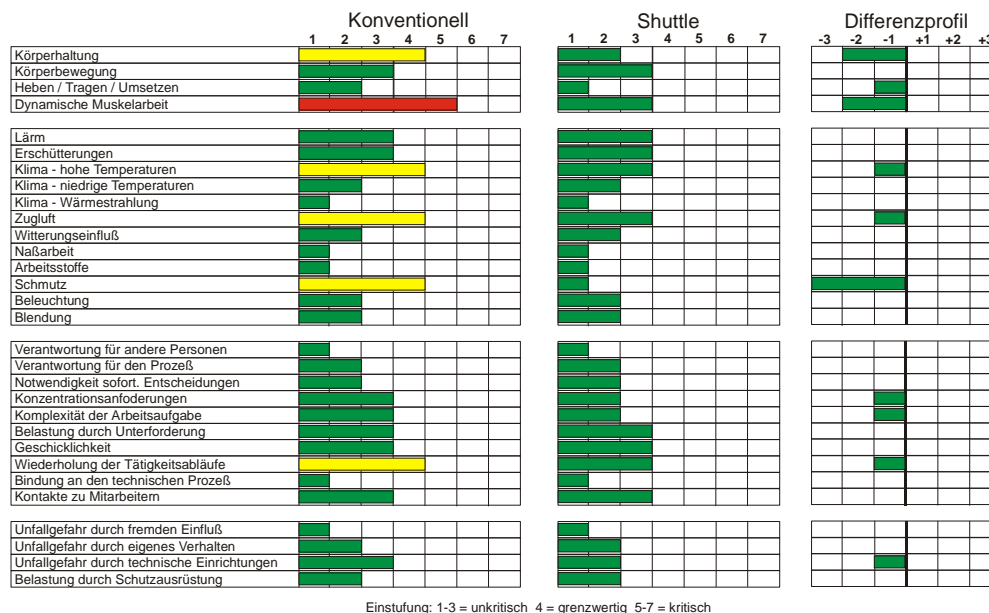 Konventionell Shuttle Differenzprofil
1 2 3 4 5 6 7 1 2 3 4 5 6 7 -3 -2 -1 +1 +2 +3
Körperhaltung
Körperbewegung
Heben / Tragen / Umsetzen
Dynamische Muskelarbeit
Lärm
Erschütterungen
Klima - hohe Temperaturen
Klima - niedrige Temperaturen
Klima - Wärmestrahlung
Zugluft
Witterungseinfluß
Naßarbeit
Arbeitsstoffe
Schmutz
Beleuchtung
Blendung
Verantwortung für andere Personen
Verantwortung für den Prozeß
Notwendigkeit sofort. Entscheidungen
Konzentrationsanfoderungen
Komplexität der Arbeitsaufgabe
Belastung durch Unterforderung
Geschicklichkeit
Wiederholung der Tätigkeitsabläufe
Bindung an den technischen Prozeß
Kontakte zu Mitarbeitern
Unfallgefahr durch fremden Einfluß
Unfallgefahr durch eigenes Verhalten
Unfallgefahr durch technische Einrichtungen
Belastung durch Schutzausrüstung
Einstufung: 1-3 = unkritisch 4 = grenzwertig 5-7 = kritisch